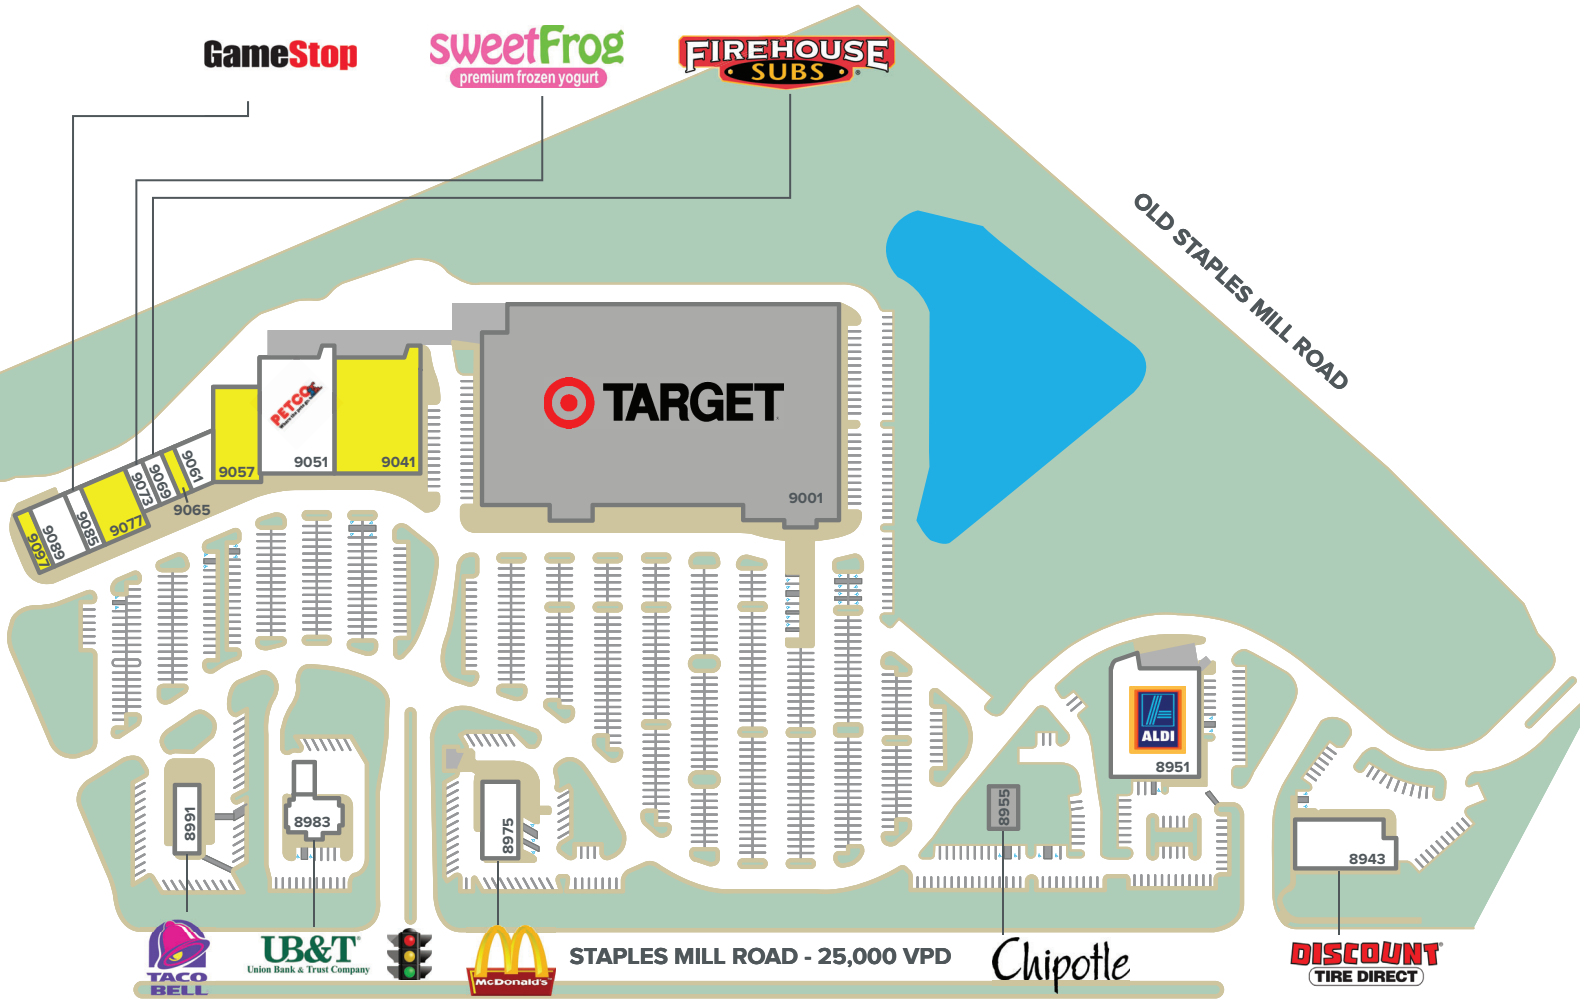 GameStop
sweetFrog
premium frozen yogurt
FIREHOUSE
SUBS
OLD STAPLES MILL ROAD
TARGET
PETCO
9097
9089
9085
9077
9073
9069
9065
9061
9057
9051
9041
9001
ALDI
8951
8991
8983
8975
8955
8943
TACO
BELL
UB&T
Union Bank & Trust Company
McDonald's
STAPLES MILL ROAD - 25,000 VPD
Chipotle
DISCOUNT
TIRE DIRECT